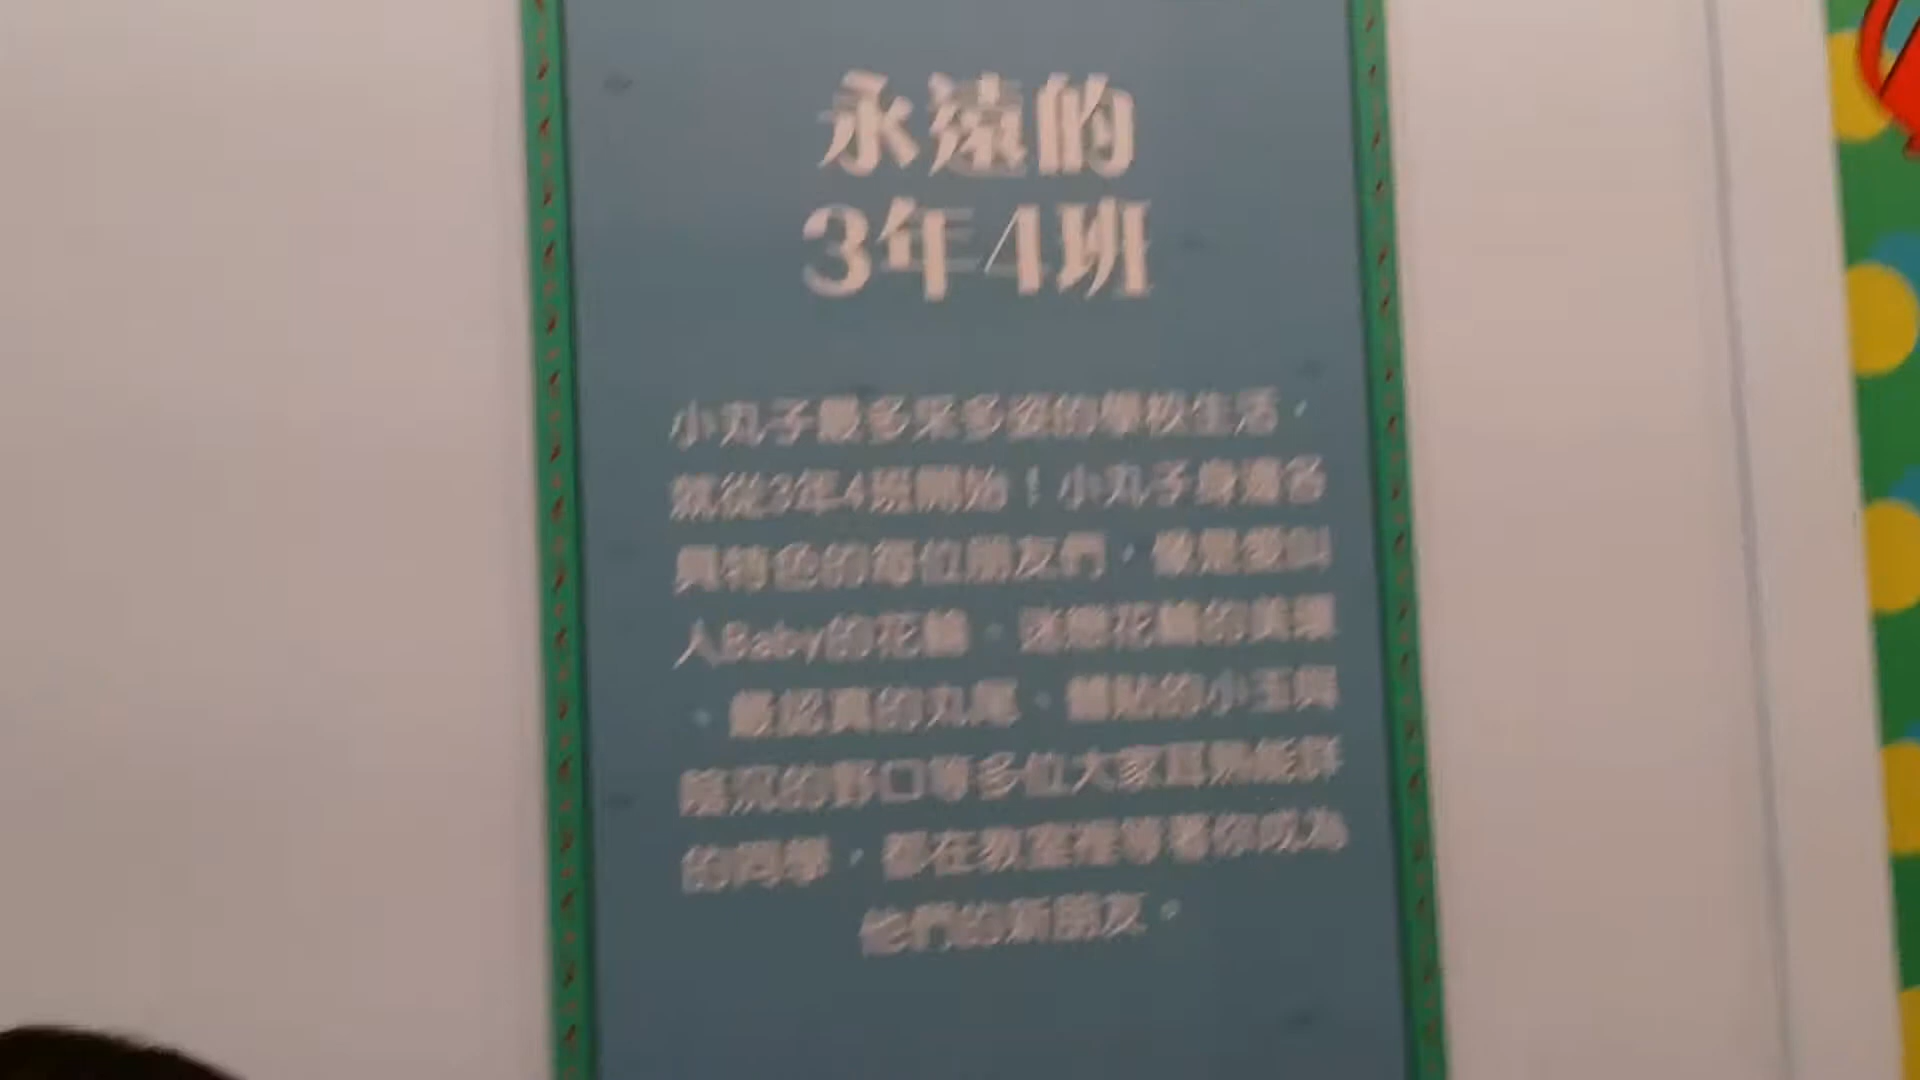 永遠的
3年4班
小丸子最多采多姿的學校生活，
就從3年4班開始！小丸子身邊各
具特色的每位朋友們，像是愛叫
人Baby的花輪、迷戀花輪的美環
、最認真的丸尾、體貼的小玉與
陰沉的野口等多位大家耳熟能詳
的同學，都在教室裡等著你成為
他們的新朋友。